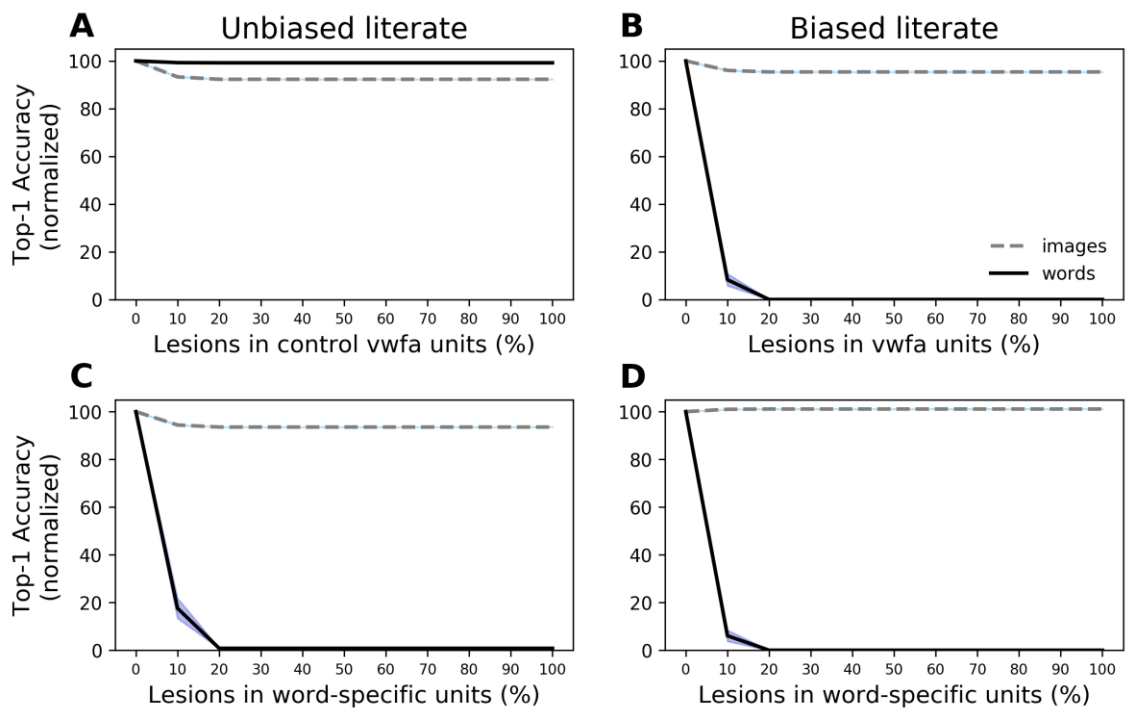 A Unbiased literate
B Biased literate
Top-1 Accuracy
(normalized)
100
80
60
40
20
0
0 10 20 30 40 50 60 70 80 90 100
Lesions in control vwfa units (%)
100
80
60
40
20
0
images
words
0 10 20 30 40 50 60 70 80 90 100
Lesions in vwfa units (%)
C
Top-1 Accuracy
(normalized)
100
80
60
40
20
0
0 10 20 30 40 50 60 70 80 90 100
Lesions in word-specific units (%)
D
100
80
60
40
20
0
0 10 20 30 40 50 60 70 80 90 100
Lesions in word-specific units (%)